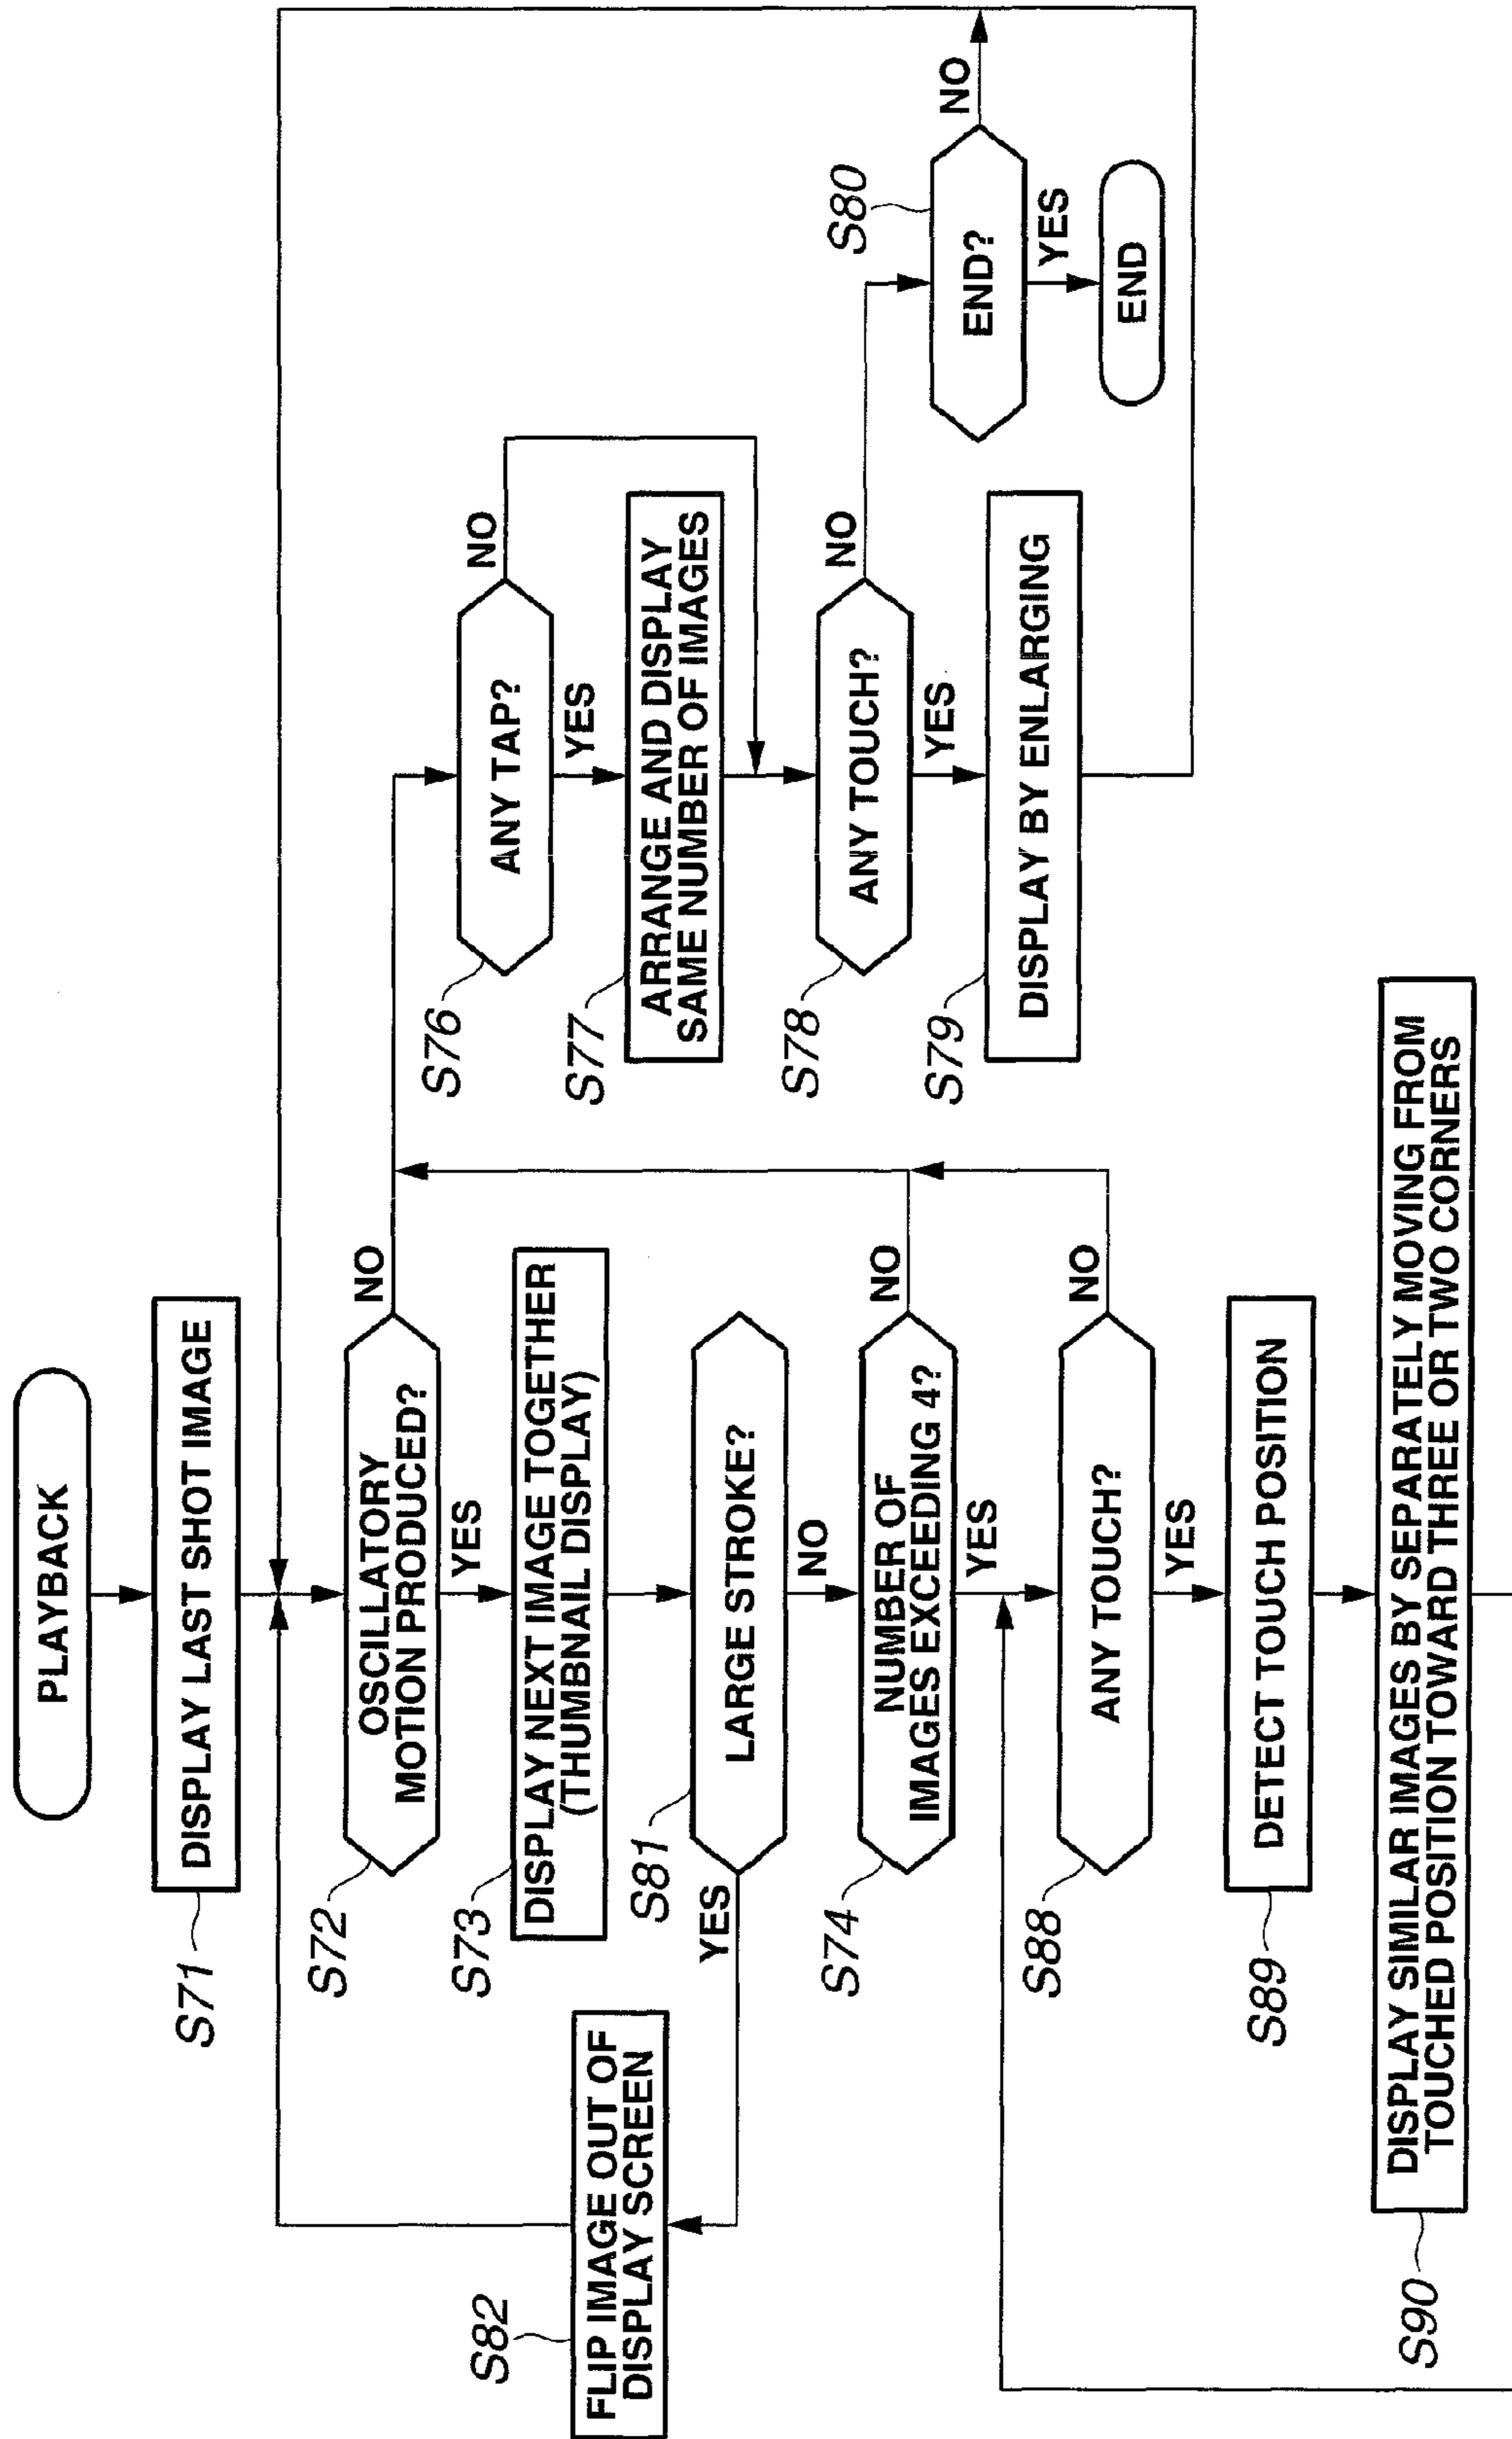 PLAYBACK
S71
DISPLAY LAST SHOT IMAGE
S72
OSCILLATORY
MOTION PRODUCED?
NO
YES
S73
DISPLAY NEXT IMAGE TOGETHER
(THUMBNAIL DISPLAY)
S81
LARGE STROKE?
YES
NO
S82
FLIP IMAGE OUT OF
DISPLAY SCREEN
S74
NUMBER OF
IMAGES EXCEEDING 4?
NO
YES
S88
ANY TOUCH?
NO
YES
S89
DETECT TOUCH POSITION
S90
DISPLAY SIMILAR IMAGES BY SEPARATELY MOVING FROM
TOUCHED POSITION TOWARD THREE OR TWO CORNERS
S76
ANY TAP?
NO
YES
S77
ARRANGE AND DISPLAY
SAME NUMBER OF IMAGES
S78
ANY TOUCH?
NO
YES
S79
DISPLAY BY ENLARGING
S80
END?
NO
YES
END